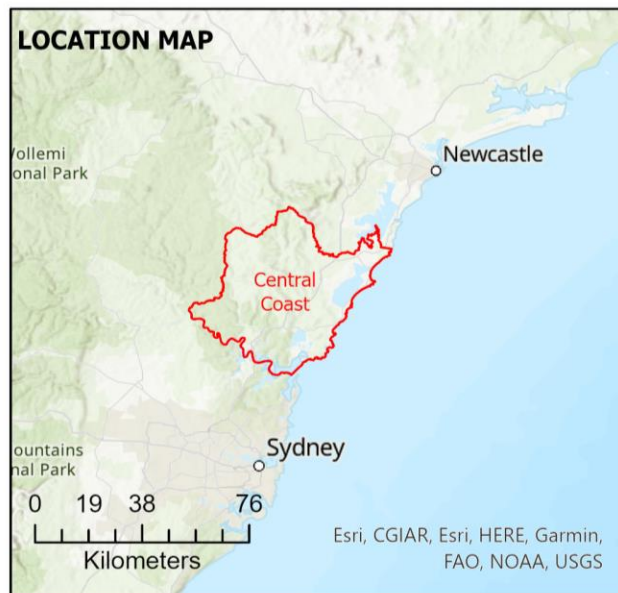 LOCATION MAP
Wollemi
onal Park
Newcastle
Central
Coast
ountains
nal Park
Sydney
0 19 38 76
Kilometers
Esri, CGIAR, Esri, HERE, Garmin,
FAO, NOAA, USGS